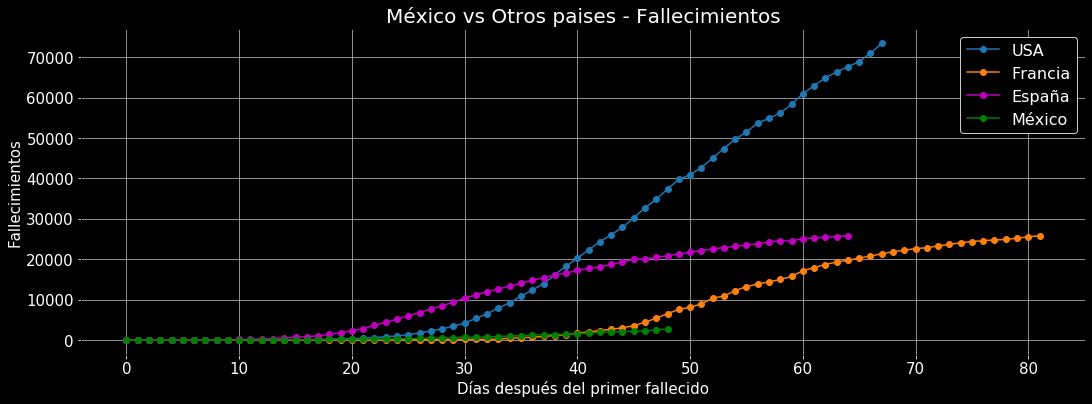 México vs Otros paises - Fallecimientos
USA
Francia
España
México
Fallecimientos
70000
60000
50000
40000
30000
20000
10000
0
0 10 20 30 40 50 60 70 80
Días después del primer fallecido